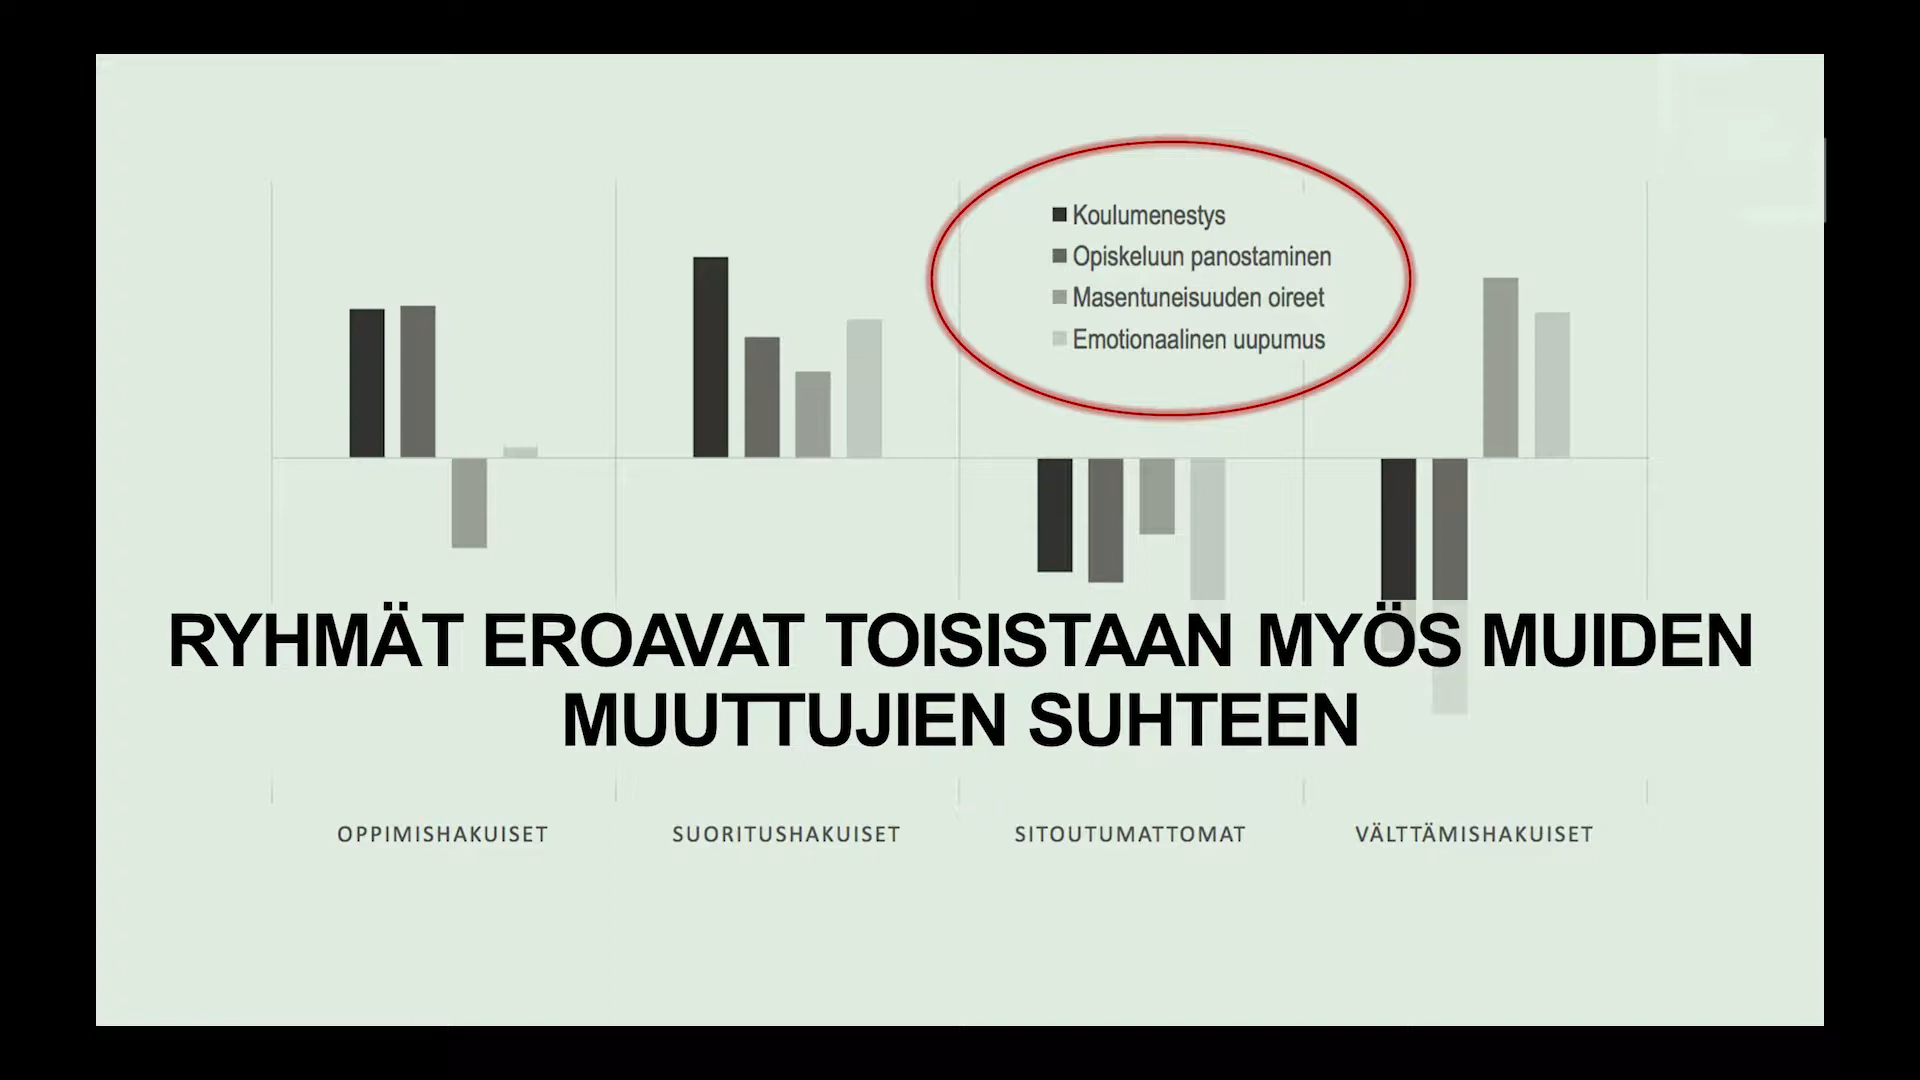 Koulumenestys
Opiskeluun panostaminen
Masentuneisuuden oireet
Emotionaalinen uupumus
RYHMÄT EROAVAT TOISISTAAN MYÖS MUIDEN
MUUTTUJIEN SUHTEEN
OPPIMISHAKUISET
SUORITUSHAKUISET
SITOUTUMATTOMAT
VÄLTTÄMISHAKUISET